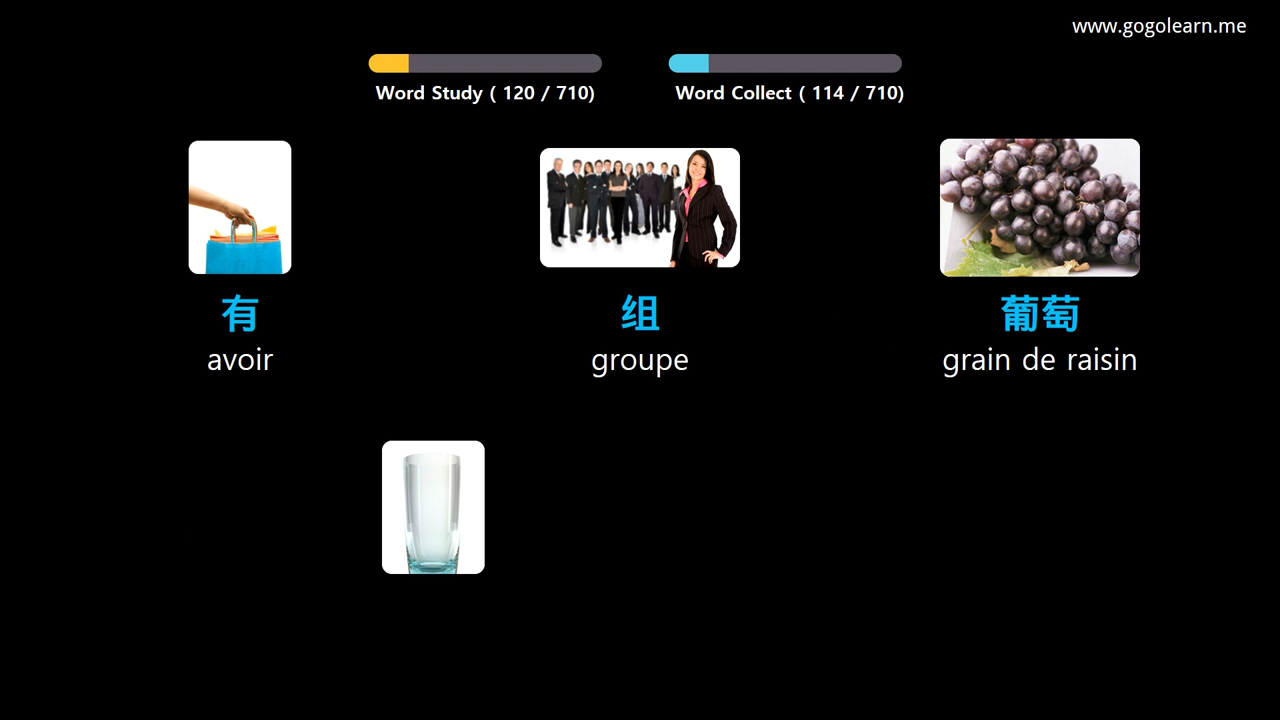 www.gogolearn.me
Word Study ( 120 / 710)
Word Collect ( 114 / 710)
有
avoir
组
groupe
葡萄
grain de raisin